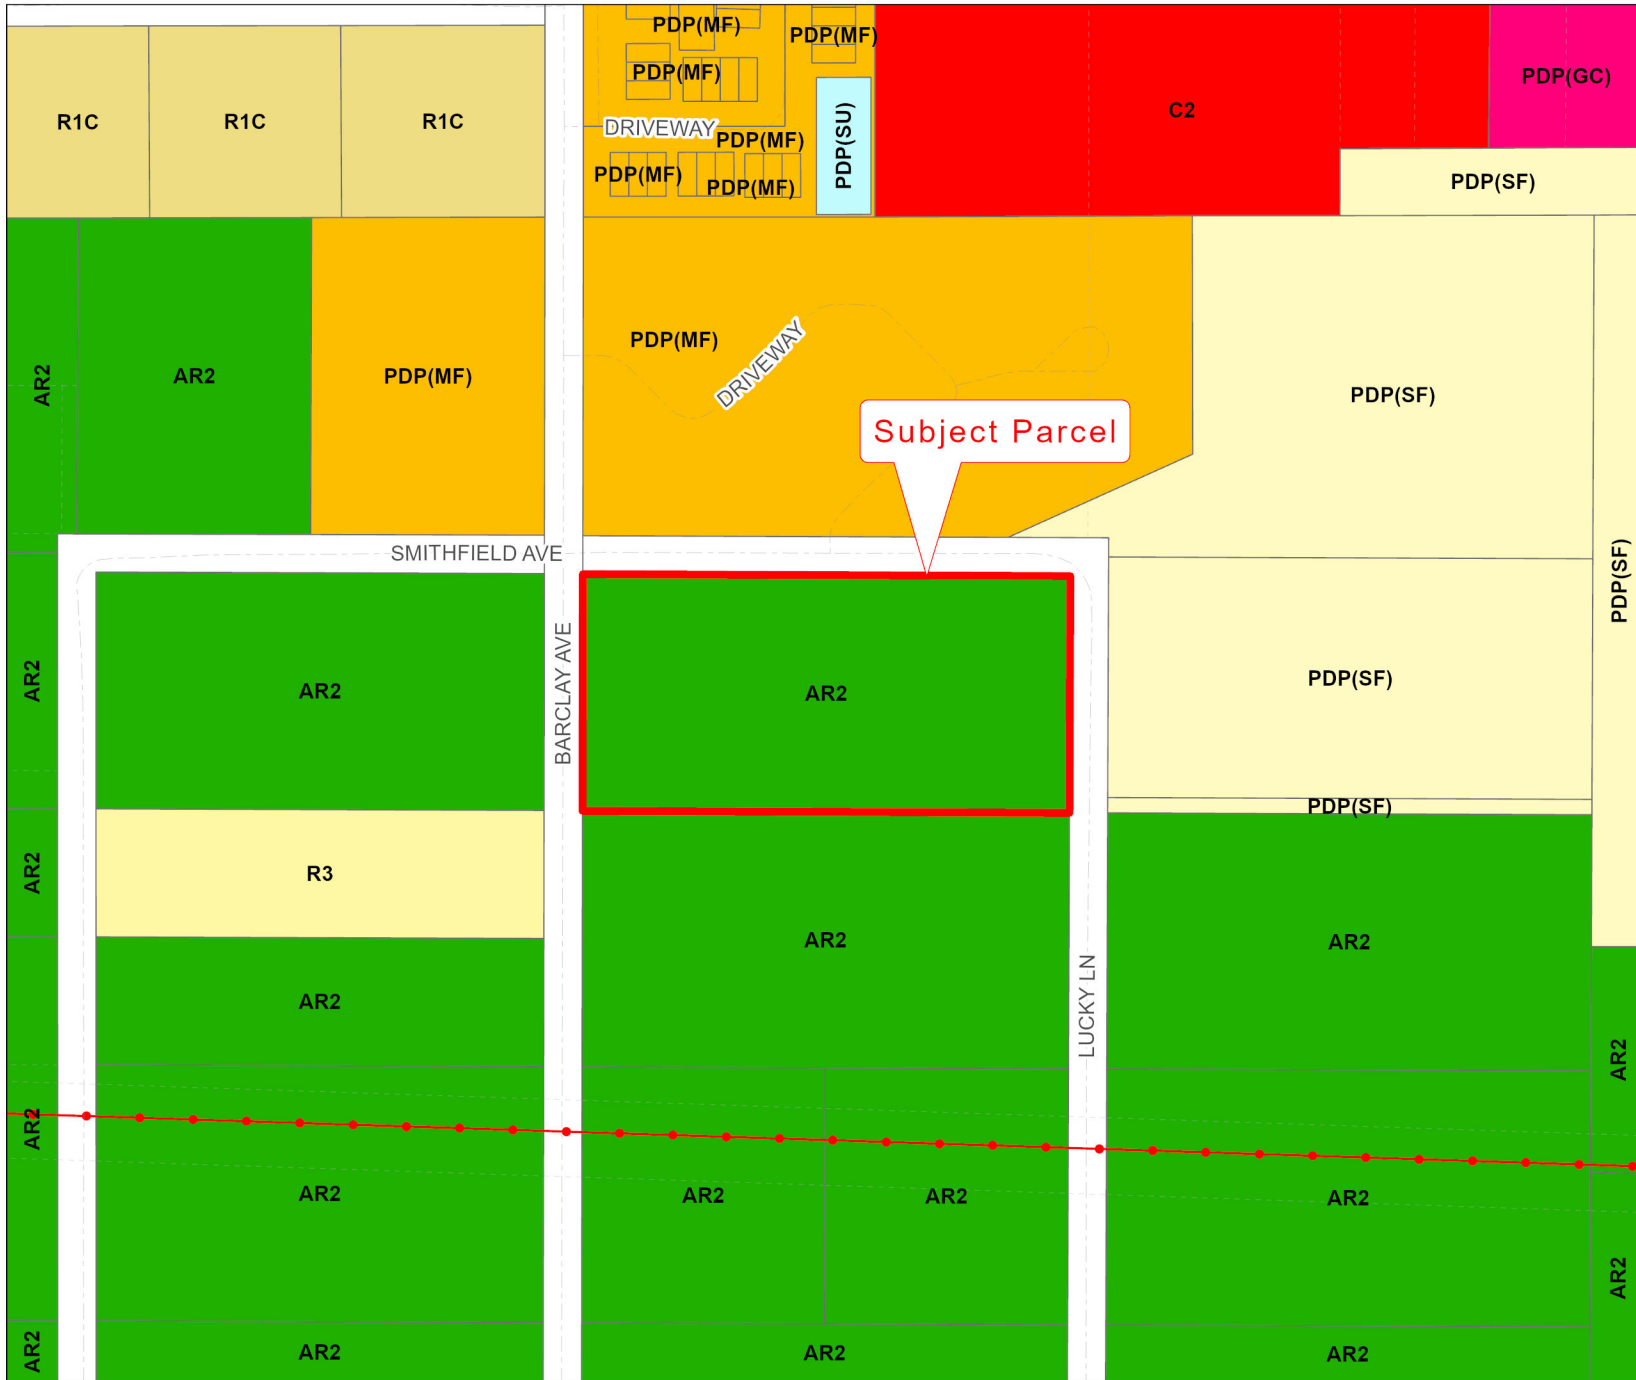 PDP(MF)
PDP(MF)
PDP(GC)
PDP(MF)
C2
R1C
R1C
R1C
DRIVEWAY
PDP(MF)
PDP(SU)
PDP(MF)
PDP(MF)
PDP(SF)
PDP(MF)
DRIVEWAY
AR2
AR2
PDP(MF)
PDP(SF)
Subject Parcel
SMITHFIELD AVE
PDP(SF)
AR2
AR2
BARCLAY AVE
AR2
PDP(SF)
PDP(SF)
AR2
R3
AR2
AR2
AR2
LUCKY LN
AR2
AR2
AR2
AR2
AR2
AR2
AR2
AR2
AR2
AR2
AR2
AR2